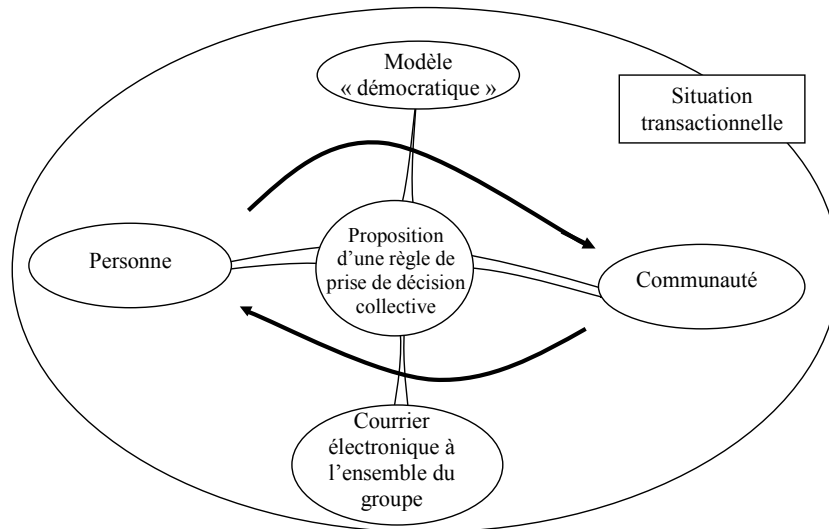 Modèle
« démocratique »
Situation
transactionnelle
Personne
Proposition
d’une règle de
prise de décision
collective
Communauté
Courrier
électronique à
l’ensemble du
groupe